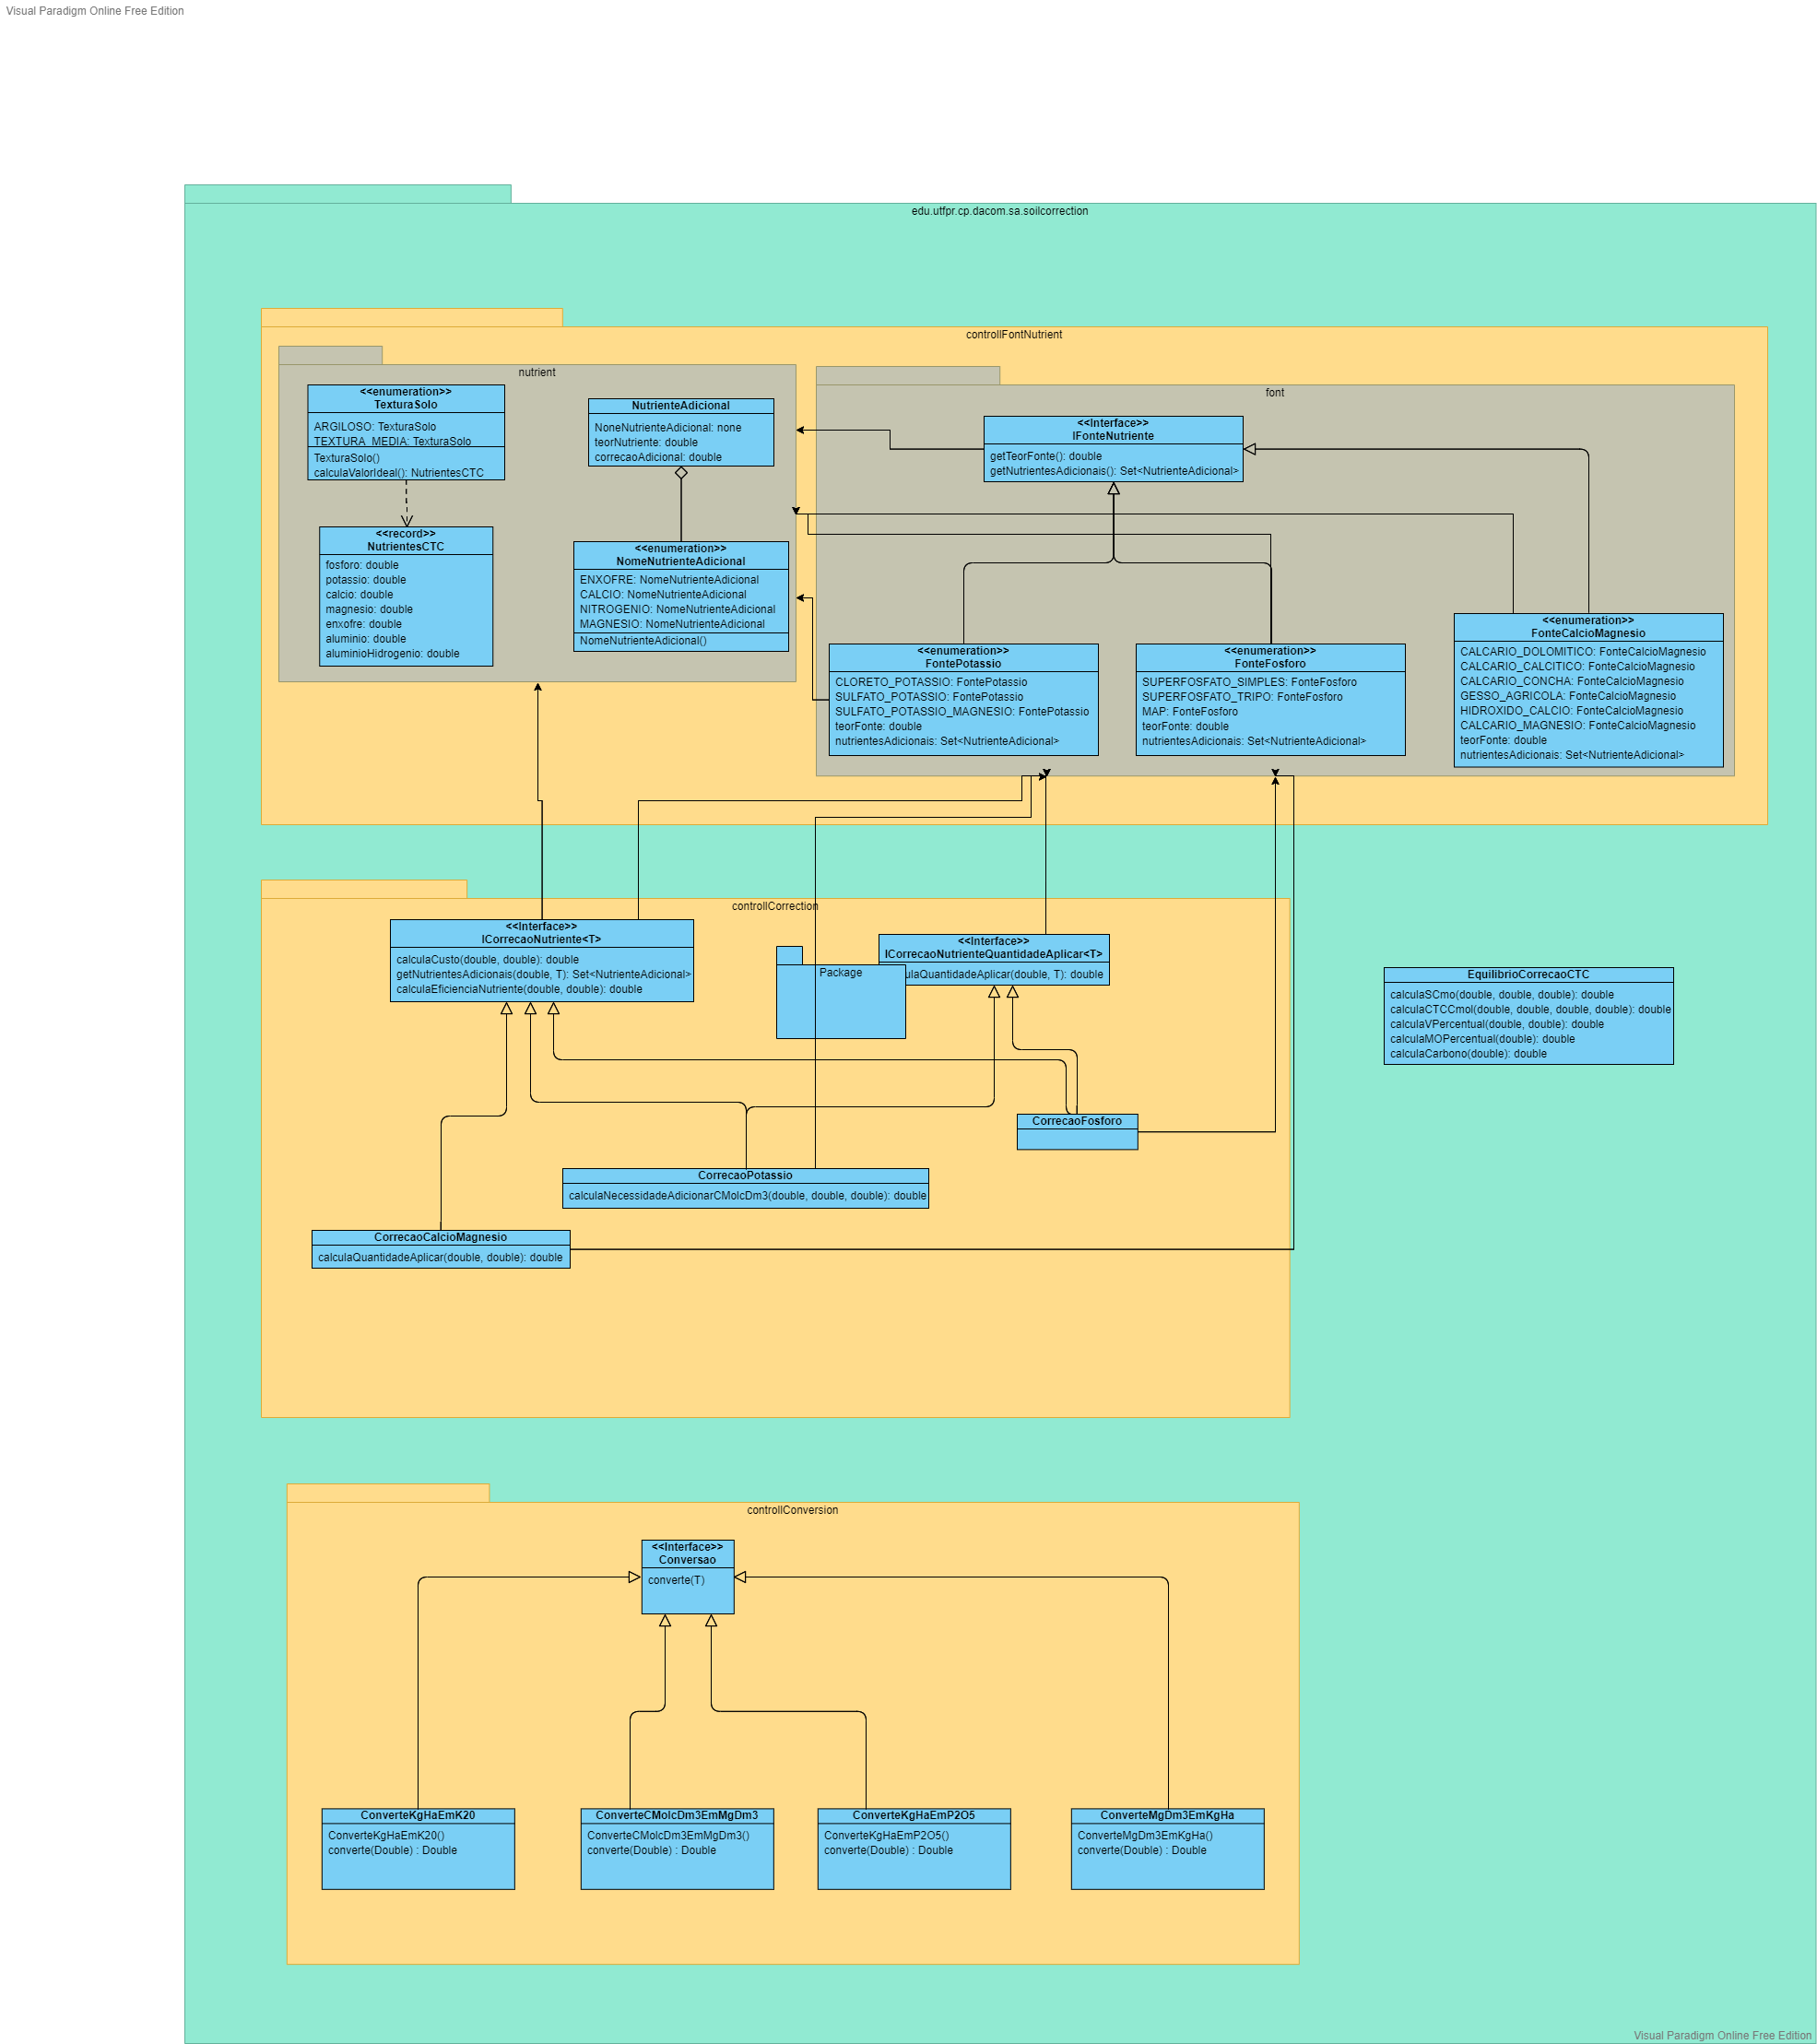 Visual Paradigm Online Free Edition
edu.utfpr.cp.dacom.sa.soilcorrection
controllFontNutrient
nutrient
<<enumeration>>
TexturaSolo
ARGILOSO: TexturaSolo
TEXTURA_MEDIA: TexturaSolo
TexturaSolo()
calculaValorIdeal(): NutrientesCTC
NutrienteAdicional
NoneNutrienteAdicional: none
teorNutriente: double
correcaoAdicional: double
<<record>>
NutrientesCTC
fosforo: double
potassio: double
calcio: double
magnesio: double
enxofre: double
aluminio: double
aluminioHidrogenio: double
<<enumeration>>
NomeNutrienteAdicional
ENXOFRE: NomeNutrienteAdicional
CALCIO: NomeNutrienteAdicional
NITROGENIO: NomeNutrienteAdicional
MAGNESIO: NomeNutrienteAdicional
NomeNutrienteAdicional()
font
<<Interface>>
IFonteNutriente
getTeorFonte(): double
getNutrientesAdicionais(): Set<NutrienteAdicional>
<<enumeration>>
FontePotassio
CLORETO_POTASSIO: FontePotassio
SULFATO_POTASSIO: FontePotassio
SULFATO_POTASSIO_MAGNESIO: FontePotassio
teorFonte: double
nutrientesAdicionais: Set<NutrienteAdicional>
<<enumeration>>
FonteFosforo
SUPERFOSFATO_SIMPLES: FonteFosforo
SUPERFOSFATO_TRIPO: FonteFosforo
MAP: FonteFosforo
teorFonte: double
nutrientesAdicionais: Set<NutrienteAdicional>
<<enumeration>>
FonteCalcioMagnesio
CALCARIO_DOLOMITICO: FonteCalcioMagnesio
CALCARIO_CALCITICO: FonteCalcioMagnesio
CALCARIO_CONCHA: FonteCalcioMagnesio
GESSO_AGRICOLA: FonteCalcioMagnesio
HIDROXIDO_CALCIO: FonteCalcioMagnesio
CALCARIO_MAGNESIO: FonteCalcioMagnesio
teorFonte: double
nutrientesAdicionais: Set<NutrienteAdicional>
controllCorrection
<<Interface>>
ICorrecaoNutriente<T>
calculaCusto(double, double): double
getNutrientesAdicionais(double, T): Set<NutrienteAdicional>
calculaEficienciaNutriente(double, double): double
Package
<<Interface>>
ICorrecaoNutrienteQuantidadeAplicar<T>
ulaQuantidadeAplicar(double, T): double
EquilibrioCorrecaoCTC
calculaSCmo(double, double, double): double
calculaCTCCmol(double, double, double, double): double
calculaVPercentual(double, double): double
calculaMOPercentual(double): double
calculaCarbono(double): double
CorrecaoFosforo
CorrecaoPotassio
calculaNecessidadeAdicionarCMolcDm3(double, double, double): double
CorrecaoCalcioMagnesio
calculaQuantidadeAplicar(double, double): double
controllConversion
<<Interface>>
Conversao
converte(T)
ConverteKgHaEmK20
ConverteKgHaEmK20()
converte(Double) : Double
ConverteCMolcDm3EmMgDm3
ConverteCMolcDm3EmMgDm3()
converte(Double) : Double
ConverteKgHaEmP2O5
ConverteKgHaEmP2O5()
converte(Double) : Double
ConverteMgDm3EmKgHa
ConverteMgDm3EmKgHa()
converte(Double) : Double
Visual Paradigm Online Free Edition